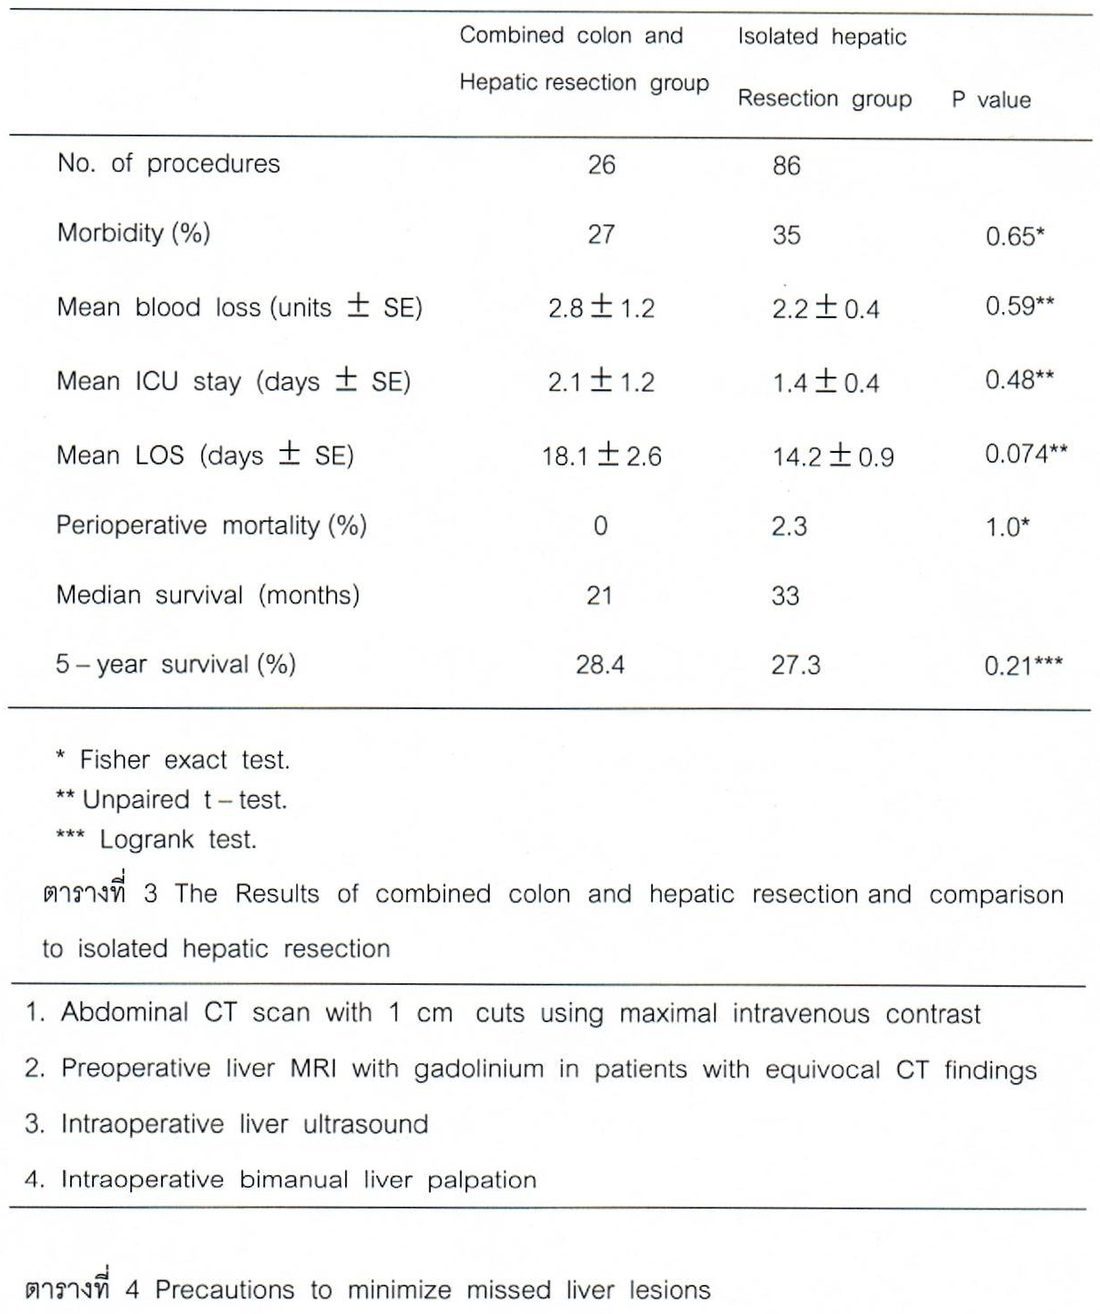 Combined colon and Isolated hepatic
Hepatic resection group Resection group P value
No. of procedures 26 86
Morbidity (%) 27 35 0.65*
Mean blood loss (units ± SE) 2.8 ± 1.2 2.2 ± 0.4 0.59**
Mean ICU stay (days ± SE) 2.1 ± 1.2 1.4 ± 0.4 0.48**
Mean LOS (days ± SE) 18.1 ± 2.6 14.2 ± 0.9 0.074**
Perioperative mortality (%) 0 2.3 1.0*
Median survival (months) 21 33
5 – year survival (%) 28.4 27.3 0.21***
* Fisher exact test.
** Unpaired t – test.
*** Logrank test.
ตารางที่ 3 The Results of combined colon and hepatic resection and comparison
to isolated hepatic resection
1. Abdominal CT scan with 1 cm cuts using maximal intravenous contrast
2. Preoperative liver MRI with gadolinium in patients with equivocal CT findings
3. Intraoperative liver ultrasound
4. Intraoperative bimanual liver palpation
ตารางที่ 4 Precautions to minimize missed liver lesions